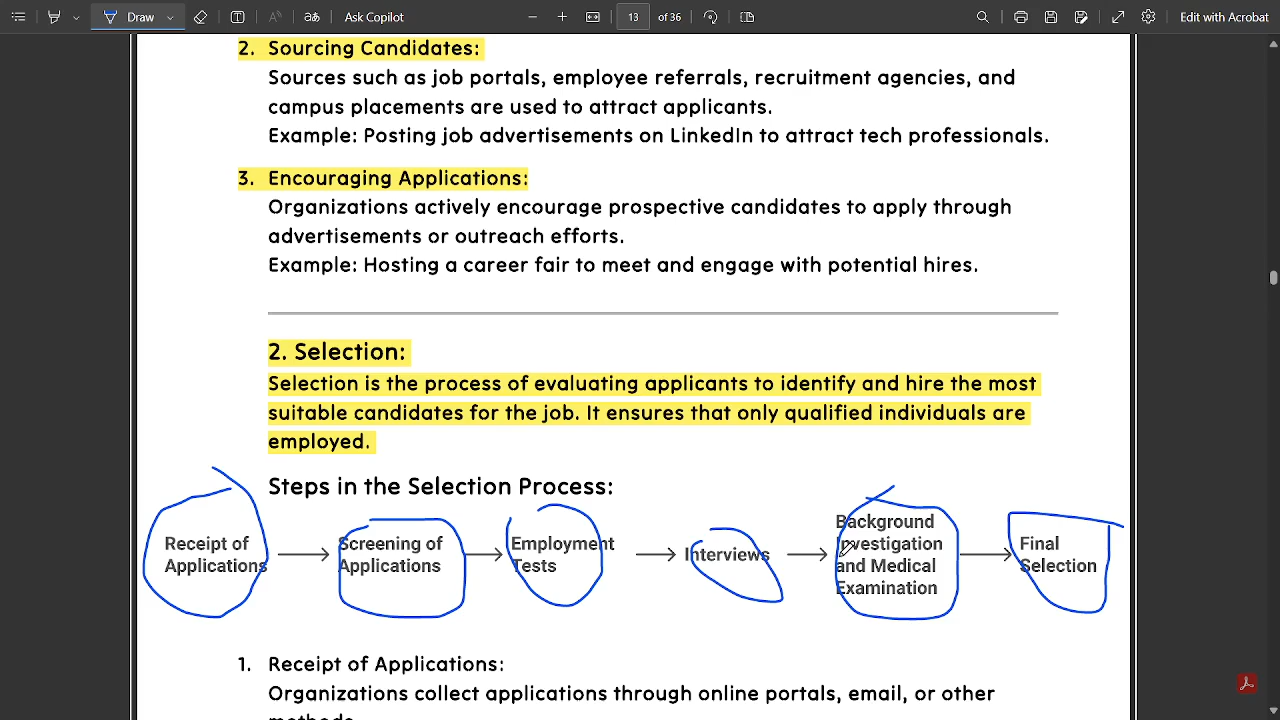 Draw
Ask Copilot
13 of 36
Edit with Acrobat
2. Sourcing Candidates:
Sources such as job portals, employee referrals, recruitment agencies, and
campus placements are used to attract applicants.
Example: Posting job advertisements on LinkedIn to attract tech professionals.
3. Encouraging Applications:
Organizations actively encourage prospective candidates to apply through
advertisements or outreach efforts.
Example: Hosting a career fair to meet and engage with potential hires.
2. Selection:
Selection is the process of evaluating applicants to identify and hire the most
suitable candidates for the job. It ensures that only qualified individuals are
employed.
Steps in the Selection Process:
Receipt of
Applications
Screening of
Applications
Employment
Tests
Interviews
Background
Investigation
and Medical
Examination
Final
Selection
1. Receipt of Applications:
Organizations collect applications through online portals, email, or other
methods.